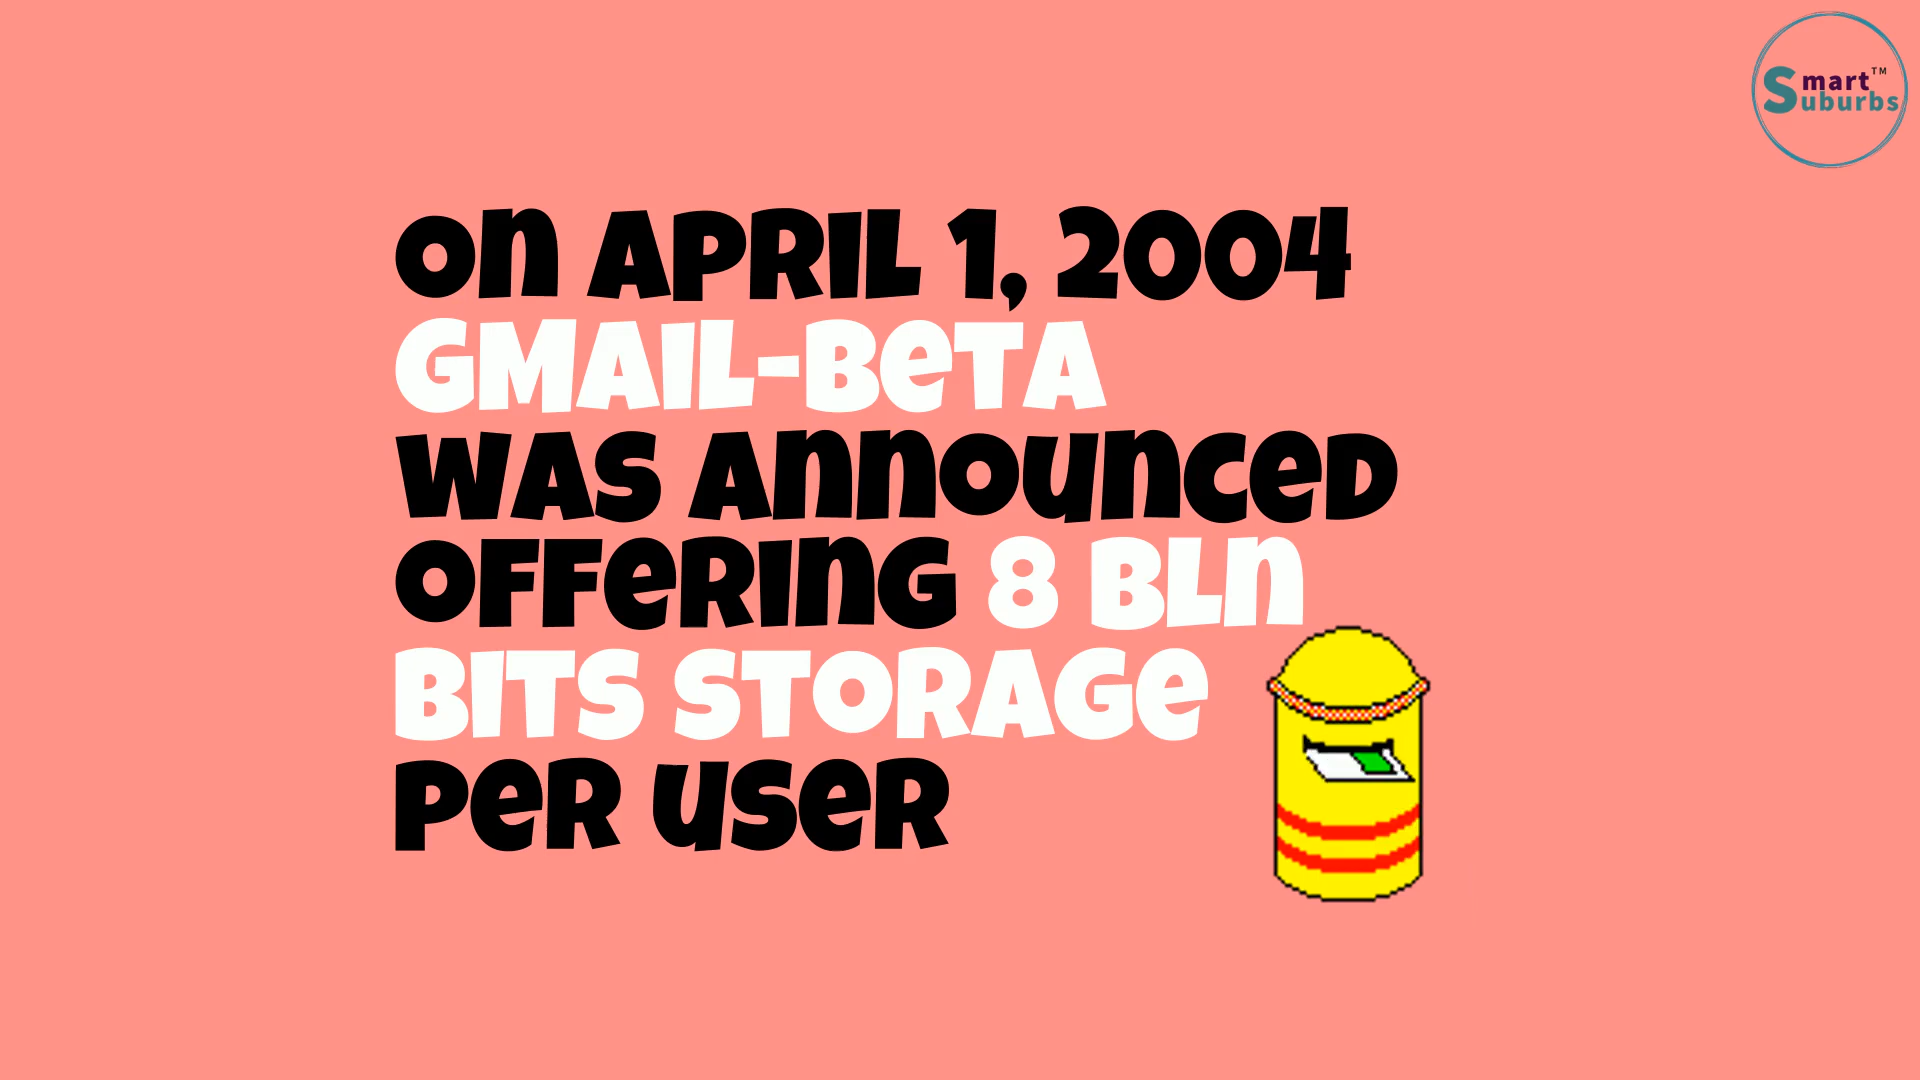 Smart™
Suburbs
On April 1, 2004
Gmail-Beta
was announced
offering 8 bln
bits storage
per user